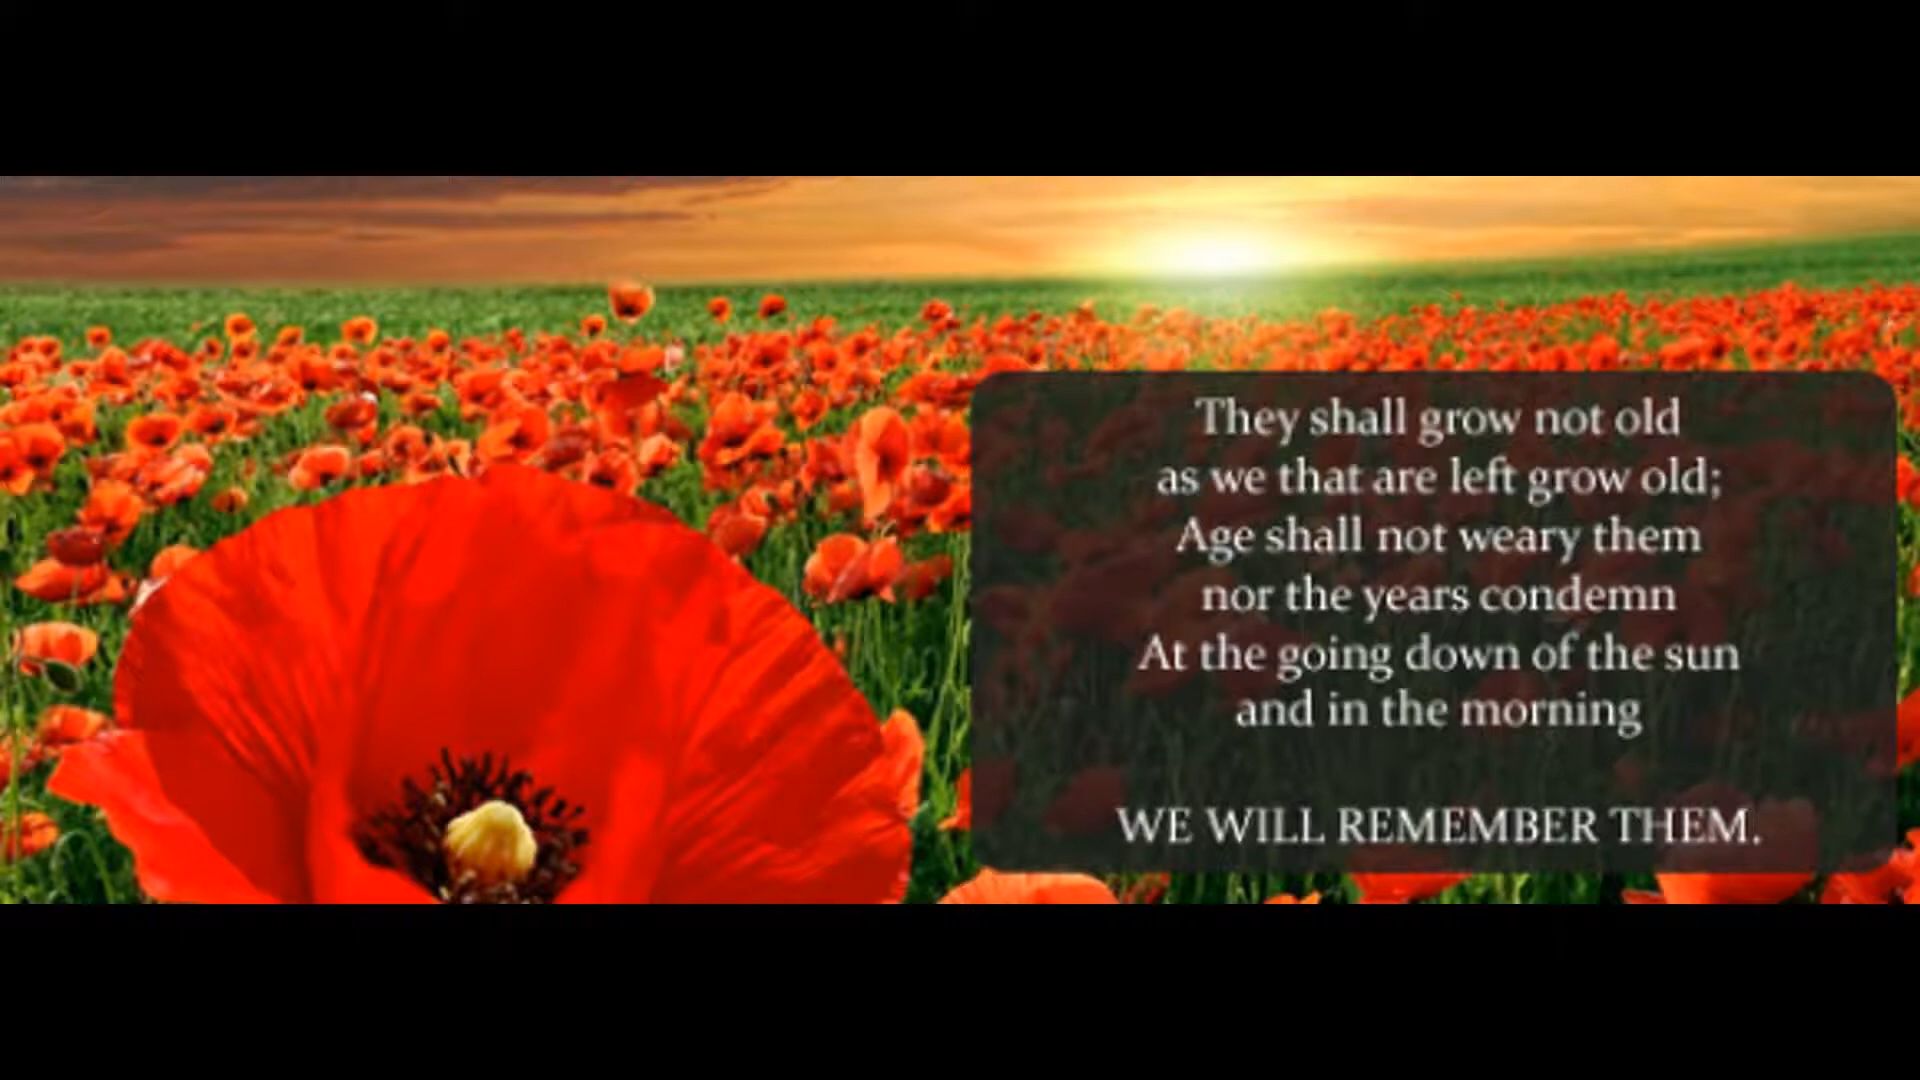 They shall grow not old
as we that are left grow old;
Age shall not weary them
nor the years condemn
At the going down of the sun
and in the morning
WE WILL REMEMBER THEM.